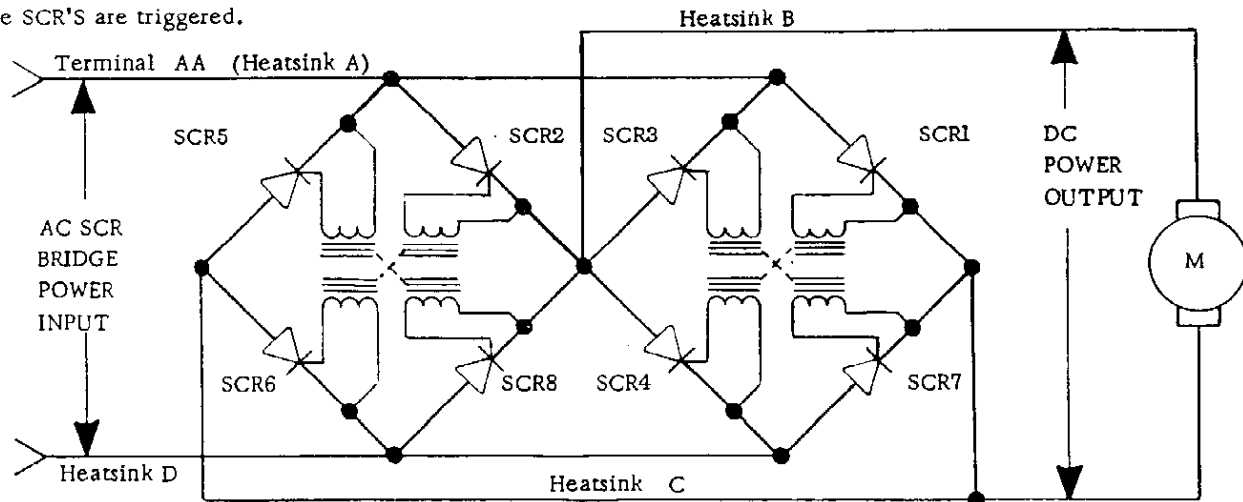 e SCR'S are triggered.
Heatsink B
Terminal AA (Heatsink A)
SCR5
SCR2
SCR3
SCR1
DC
POWER
OUTPUT
AC SCR
BRIDGE
POWER
INPUT
M
SCR6
SCR8
SCR4
SCR7
Heatsink D
Heatsink C